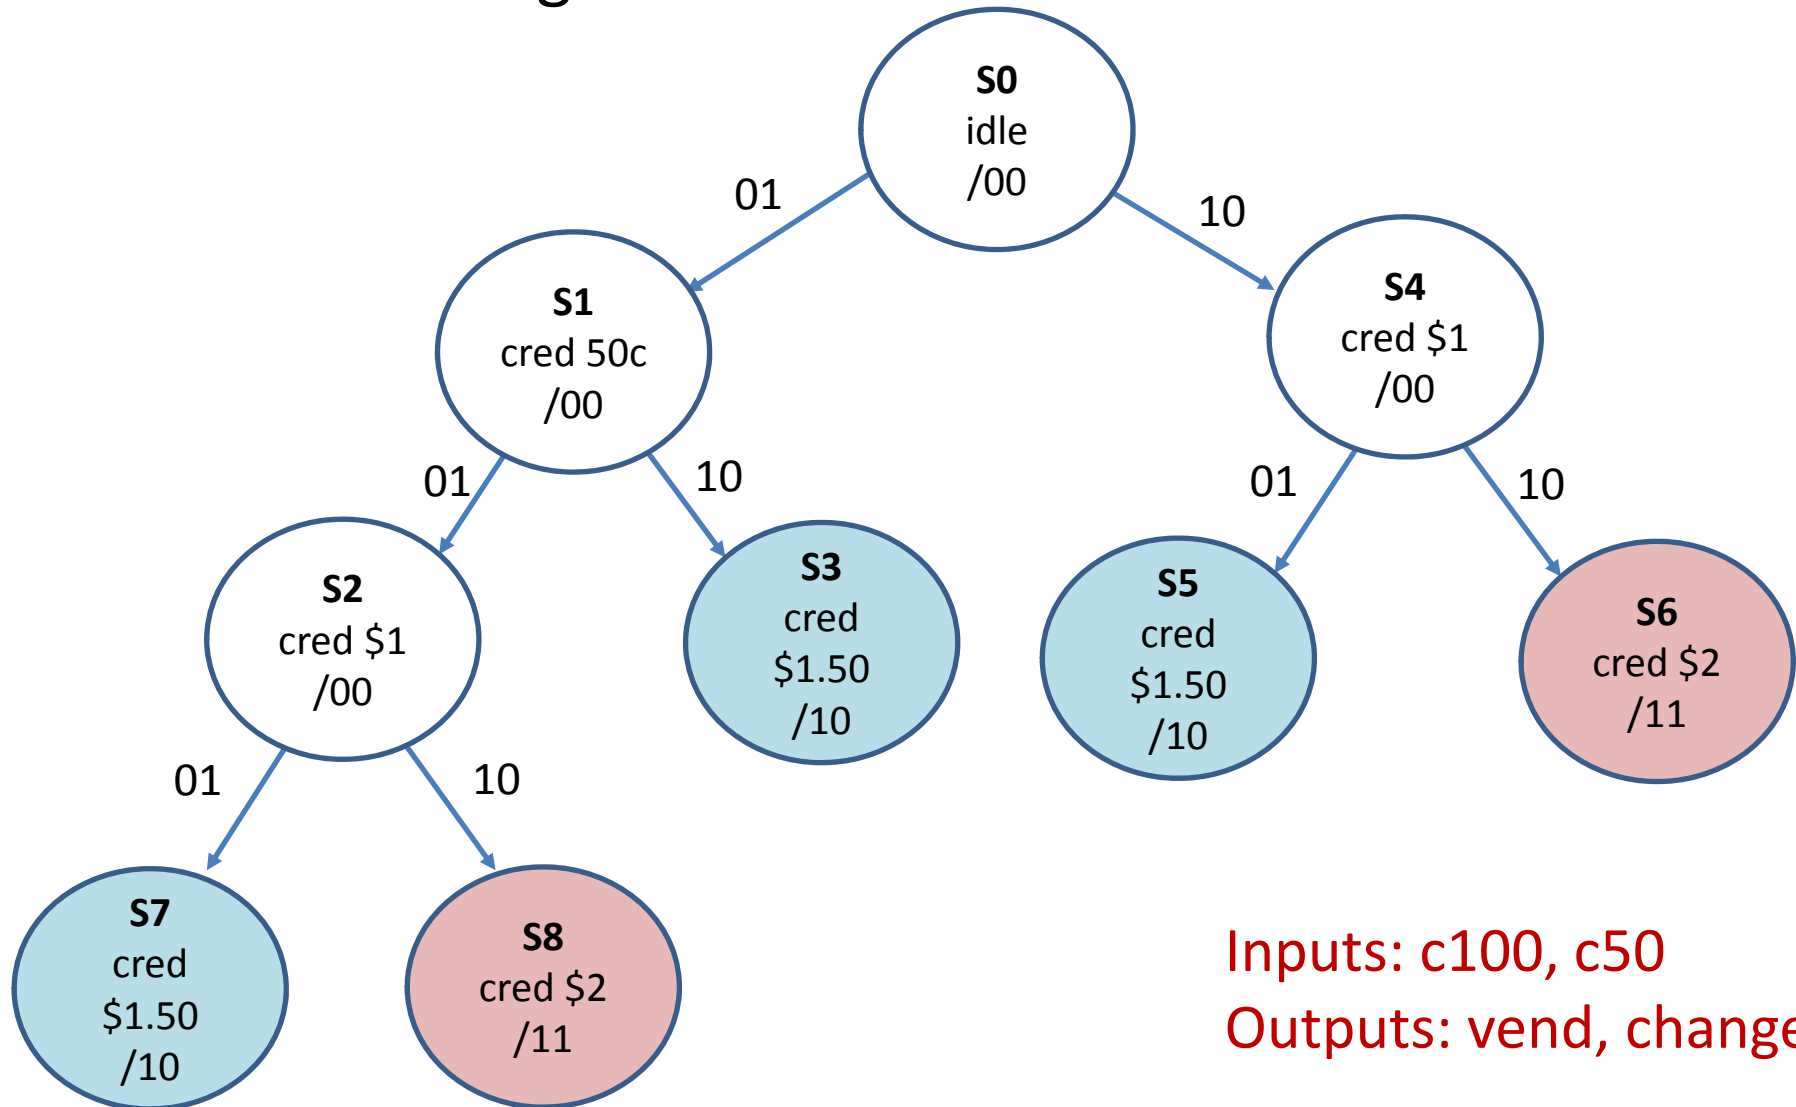 g
S0
idle
/00
01
10
S1
cred 50c
/00
S4
cred $1
/00
01
10
01
10
S2
cred $1
/00
S3
cred
$1.50
/10
S5
cred
$1.50
/10
S6
cred $2
/11
01
10
S7
cred
$1.50
/10
S8
cred $2
/11
Inputs: c100, c50
Outputs: vend, change